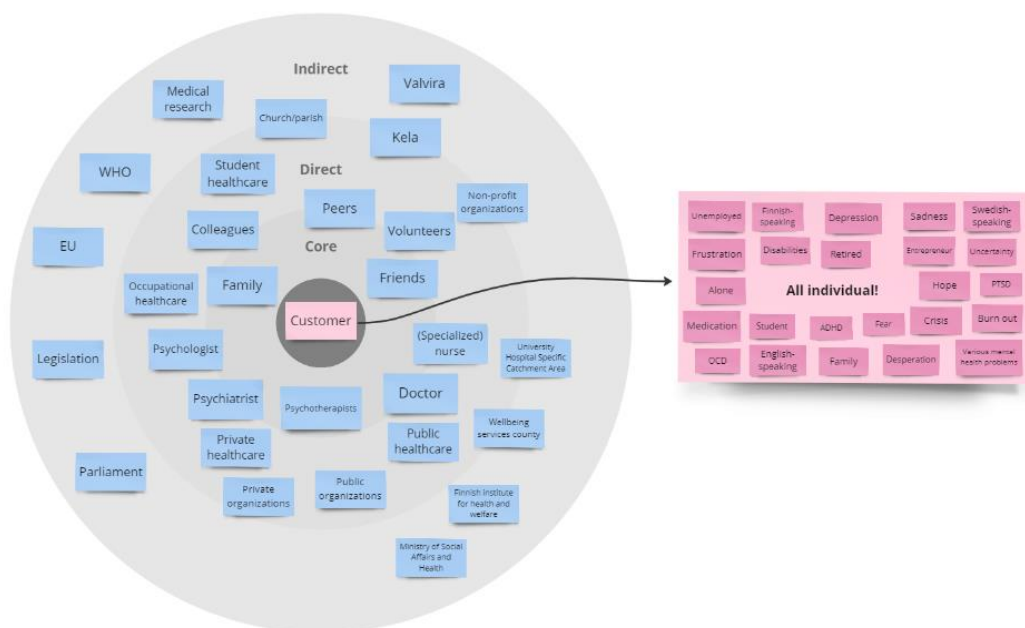 Indirect
Valvira
Medical
research
Church/parish
Kela
WHO
Student
healthcare
Direct
Non-profit
organizations
Peers
Colleagues
Volunteers
EU
Core
Occupational
healthcare
Family
Friends
Customer
Legislation
Psychologist
(Specialized)
nurse
University
Hospital Specific
Catchment Area
Psychiatrist
Psychotherapists
Doctor
Private
healthcare
Public
healthcare
Wellbeing
services county
Parliament
Private
organizations
Public
organizations
Finnish institute
for health and
welfare
Ministry of Social
Affairs and
Health
Unemployed
Finnish-
speaking
Depression
Sadness
Swedish-
speaking
Frustration
Disabilities
Retired
Entrepreneur
Uncertainty
Alone
All individual!
Hope
PTSD
Medication
Student
ADHD
Fear
Crisis
Burn out
OCD
English-
speaking
Family
Desperation
Various mental
health problems